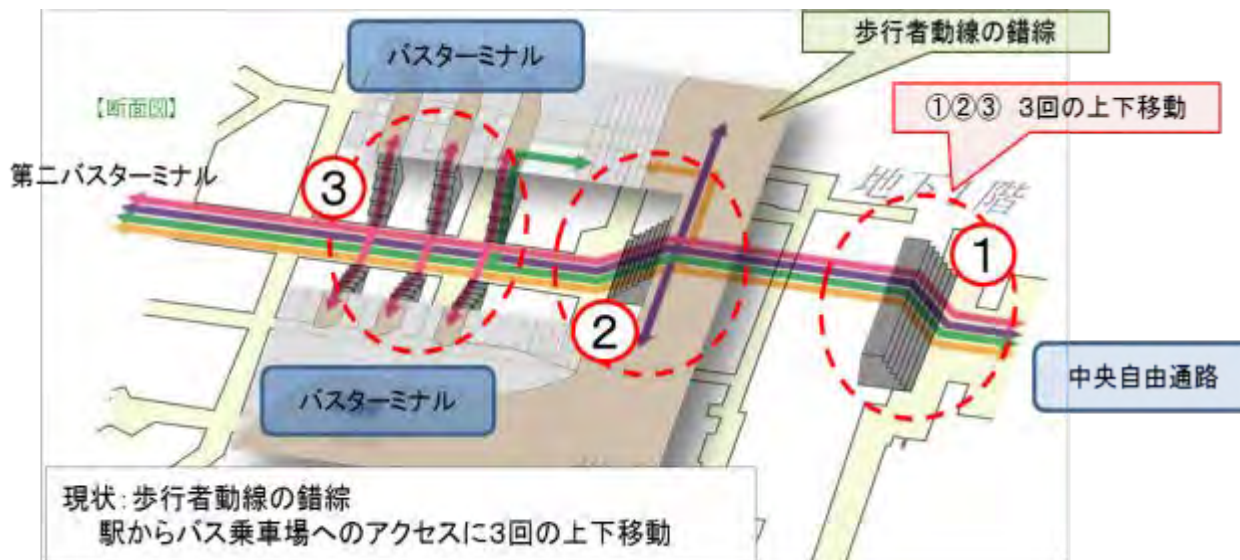 歩行者動線の錯綜
バスターミナル
①②③ 3回の上下移動
【断面図】
第二バスターミナル
地下1階
③
①
②
中央自由通路
バスターミナル
現状：歩行者動線の錯綜
駅からバス乗車場へのアクセスに3回の上下移動